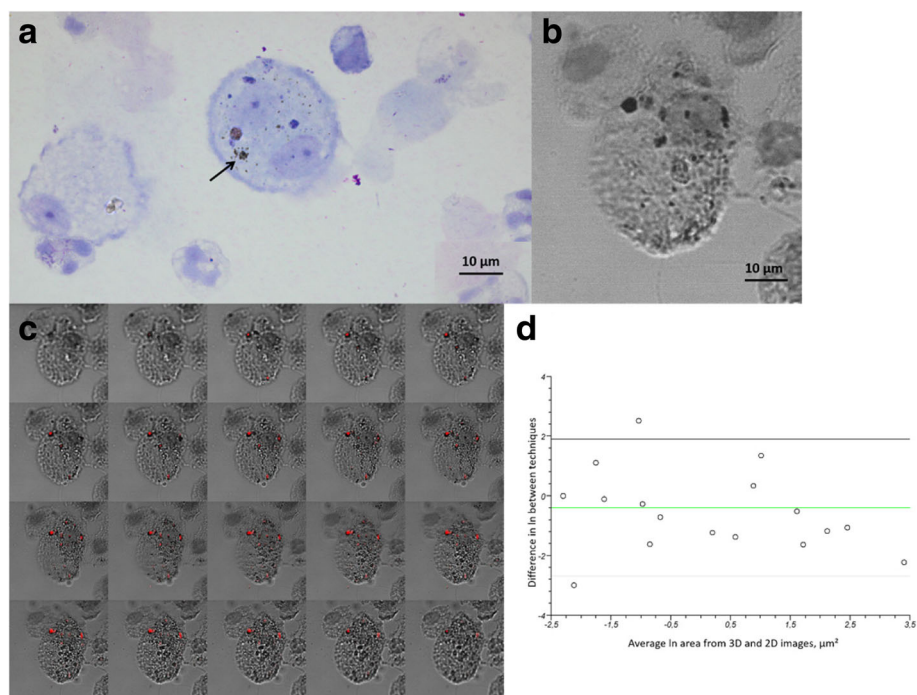 a
b
10 µm
10 µm
c
d
4
2
0
-2
-4
Difference in ln between techniques
-2,5
-1,5
-0,5
0,5
1,5
2,5
3,5
Average ln area from 3D and 2D images, µm²